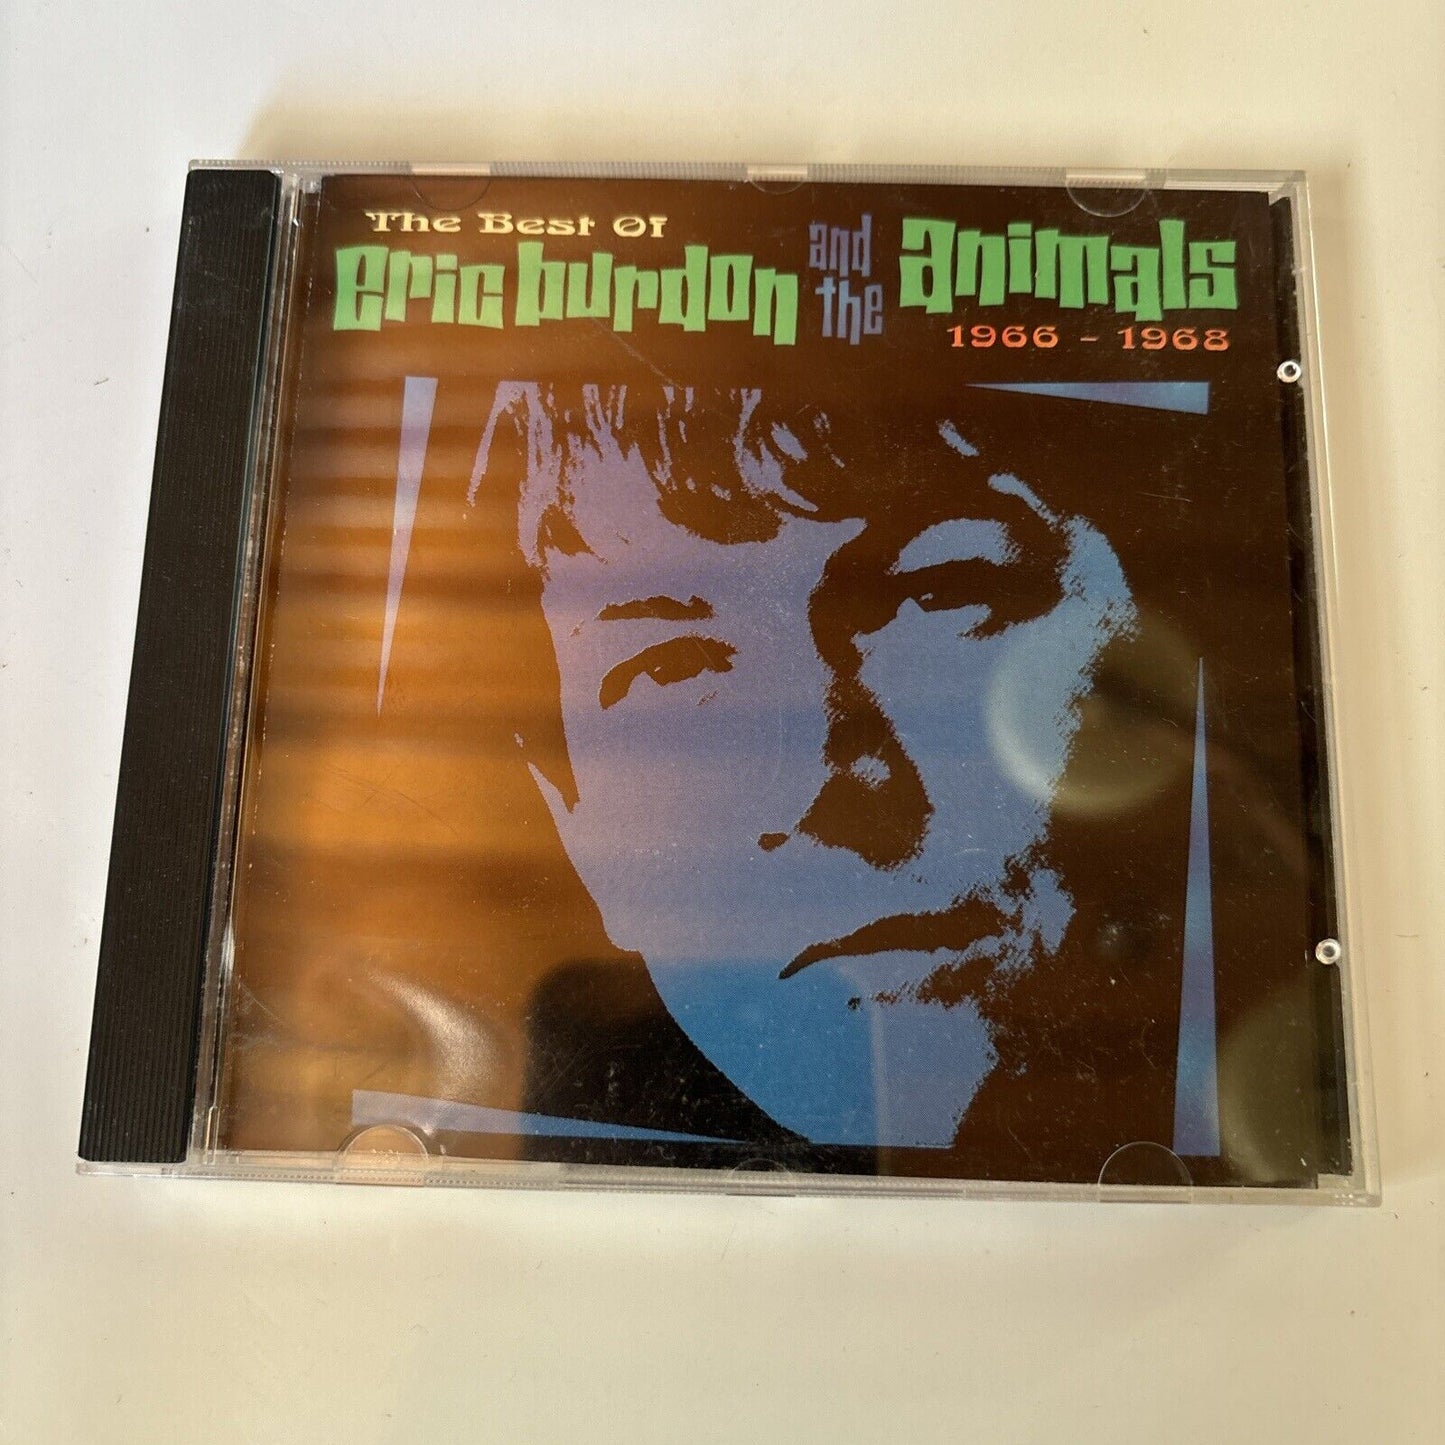 The Best Of
eric burdon and the animals
1966 - 1968